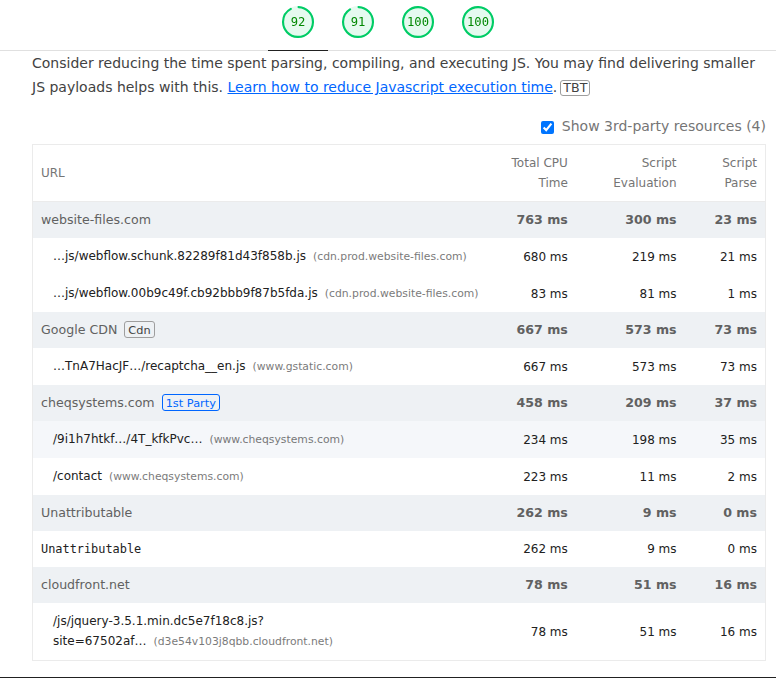 92 91 100 100
Consider reducing the time spent parsing, compiling, and executing JS. You may find delivering smaller
JS payloads helps with this. Learn how to reduce Javascript execution time. TBT
Show 3rd-party resources (4)
URL Total CPU Time Script Evaluation Script Parse
website-files.com 763 ms 300 ms 23 ms
…js/webflow.schunk.82289f81d43f858b.js (cdn.prod.website-files.com) 680 ms 219 ms 21 ms
…js/webflow.00b9c49f.cb92bbb9f87b5fda.js (cdn.prod.website-files.com) 83 ms 81 ms 1 ms
Google CDN Cdn 667 ms 573 ms 73 ms
…TnA7HacJF…/recaptcha__en.js (www.gstatic.com) 667 ms 573 ms 73 ms
cheqsystems.com 1st Party 458 ms 209 ms 37 ms
/9i1h7htkf…/4T_kfkPvc… (www.cheqsystems.com) 234 ms 198 ms 35 ms
/contact (www.cheqsystems.com) 223 ms 11 ms 2 ms
Unattributable 262 ms 9 ms 0 ms
Unattributable 262 ms 9 ms 0 ms
cloudfront.net 78 ms 51 ms 16 ms
/js/jquery-3.5.1.min.dc5e7f18c8.js?
site=67502af… (d3e54v103j8qbb.cloudfront.net) 78 ms 51 ms 16 ms